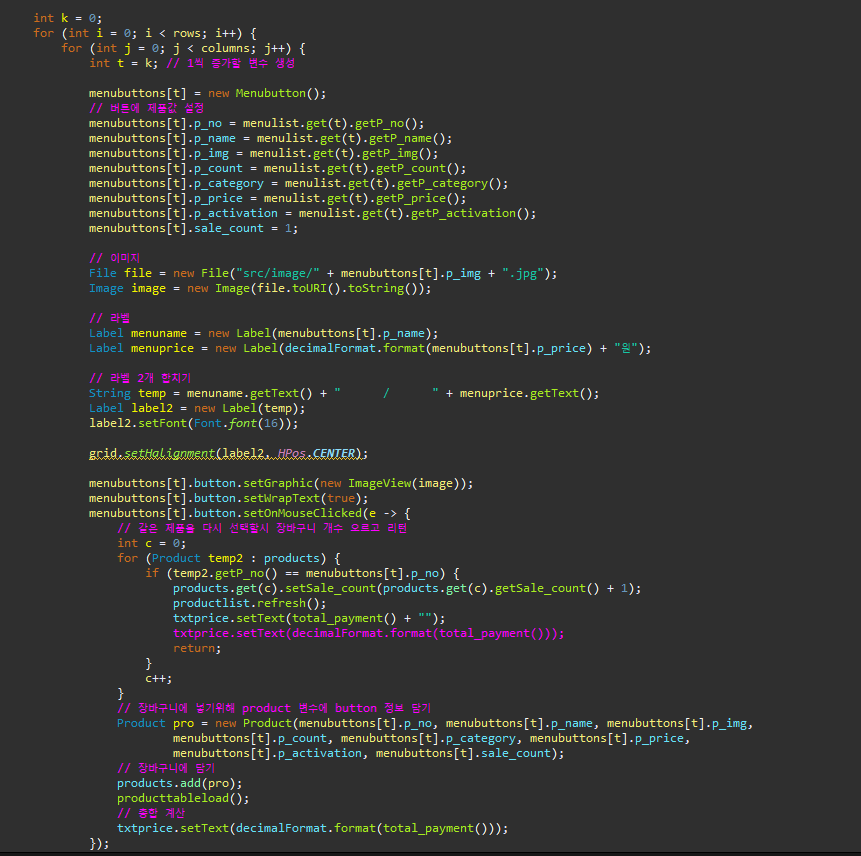 int k = 0;
for (int i = 0; i < rows; i++) {
for (int j = 0; j < columns; j++) {
int t = k; // 1씩 증가할 변수 생성
menubuttons[t] = new Menubutton();
// 버튼에 제품값 설정
menubuttons[t].p_no = menulist.get(t).getP_no();
menubuttons[t].p_name = menulist.get(t).getP_name();
menubuttons[t].p_img = menulist.get(t).getP_img();
menubuttons[t].p_count = menulist.get(t).getP_count();
menubuttons[t].p_category = menulist.get(t).getP_category();
menubuttons[t].p_price = menulist.get(t).getP_price();
menubuttons[t].p_activation = menulist.get(t).getP_activation();
menubuttons[t].sale_count = 1;
// 이미지
File file = new File("src/image/" + menubuttons[t].p_img + ".jpg");
Image image = new Image(file.toURI().toString());
// 라벨
Label menuname = new Label(menubuttons[t].p_name);
Label menuprice = new Label(decimalFormat.format(menubuttons[t].p_price) + "원");
// 라벨 2개 합치기
String temp = menuname.getText() + "      /      " + menuprice.getText();
Label label2 = new Label(temp);
label2.setFont(Font.font(16));
grid.setHalignment(label2, HPos.CENTER);
menubuttons[t].button.setGraphic(new ImageView(image));
menubuttons[t].button.setWrapText(true);
menubuttons[t].button.setOnMouseClicked(e -> {
// 같은 제품을 다시 선택할시 장바구니 개수 오르고 리턴
int c = 0;
for (Product temp2 : products) {
if (temp2.getP_no() == menubuttons[t].p_no) {
products.get(c).setSale_count(products.get(c).getSale_count() + 1);
productlist.refresh();
txtprice.setText(total_payment() + "");
txtprice.setText(decimalFormat.format(total_payment()));
return;
}
c++;
}
// 장바구니에 넣기위해 product 변수에 button 정보 담기
Product pro = new Product(menubuttons[t].p_no, menubuttons[t].p_name, menubuttons[t].p_img,
menubuttons[t].p_count, menubuttons[t].p_category, menubuttons[t].p_price,
menubuttons[t].p_activation, menubuttons[t].sale_count);
// 장바구니에 담기
products.add(pro);
producttableload();
// 총합 계산
txtprice.setText(decimalFormat.format(total_payment()));
});